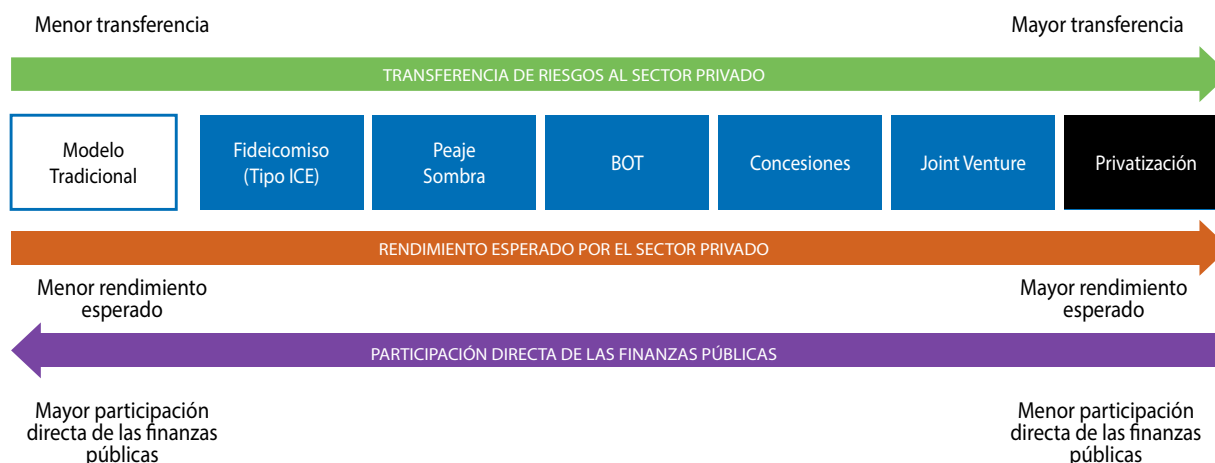 Menor transferencia
Mayor transferencia
TRANSFERENCIA DE RIESGOS AL SECTOR PRIVADO
Modelo
Tradicional
Fideicomiso
(Tipo ICE)
Peaje
Sombra
BOT
Concesiones
Joint Venture
Privatización
RENDIMIENTO ESPERADO POR EL SECTOR PRIVADO
Menor rendimiento
esperado
Mayor rendimiento
esperado
PARTICIPACIÓN DIRECTA DE LAS FINANZAS PÚBLICAS
Mayor participación
directa de las finanzas
públicas
Menor participación
directa de las finanzas
públicas